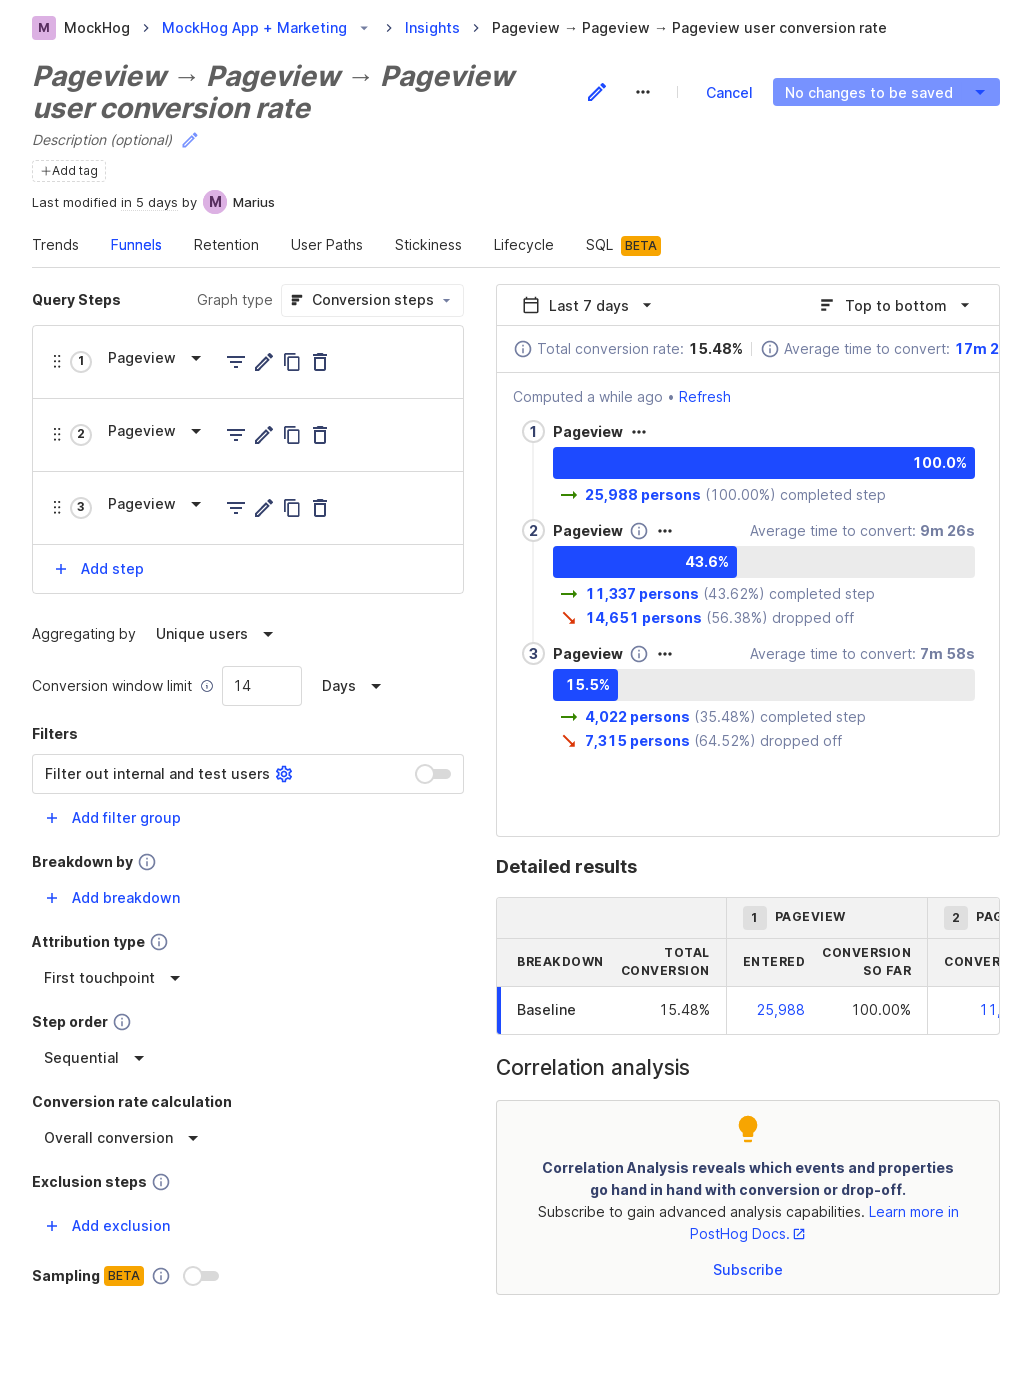 M MockHog MockHog App + Marketing Insights Pageview → Pageview → Pageview user conversion rate
Pageview → Pageview → Pageview
user conversion rate
Cancel
No changes to be saved
Description (optional)
Add tag
Last modified in 5 days by M Marius
Trends Funnels Retention User Paths Stickiness Lifecycle SQL BETA
Query Steps
Graph type Conversion steps
1 Pageview
2 Pageview
3 Pageview
Add step
Aggregating by Unique users
Conversion window limit 14 Days
Filters
Filter out internal and test users
Add filter group
Breakdown by
Add breakdown
Attribution type
First touchpoint
Step order
Sequential
Conversion rate calculation
Overall conversion
Exclusion steps
Add exclusion
Sampling BETA
Last 7 days Top to bottom
Total conversion rate: 15.48% Average time to convert: 17m 2
Computed a while ago • Refresh
1 Pageview
100.0%
25,988 persons (100.00%) completed step
2 Pageview Average time to convert: 9m 26s
43.6%
11,337 persons (43.62%) completed step
14,651 persons (56.38%) dropped off
3 Pageview Average time to convert: 7m 58s
15.5%
4,022 persons (35.48%) completed step
7,315 persons (64.52%) dropped off
Detailed results
1 PAGEVIEW 2 PAG
BREAKDOWN TOTAL CONVERSION ENTERED CONVERSION SO FAR CONVER
Baseline 15.48% 25,988 100.00% 11,
Correlation analysis
Correlation Analysis reveals which events and properties
go hand in hand with conversion or drop-off.
Subscribe to gain advanced analysis capabilities. Learn more in
PostHog Docs.
Subscribe